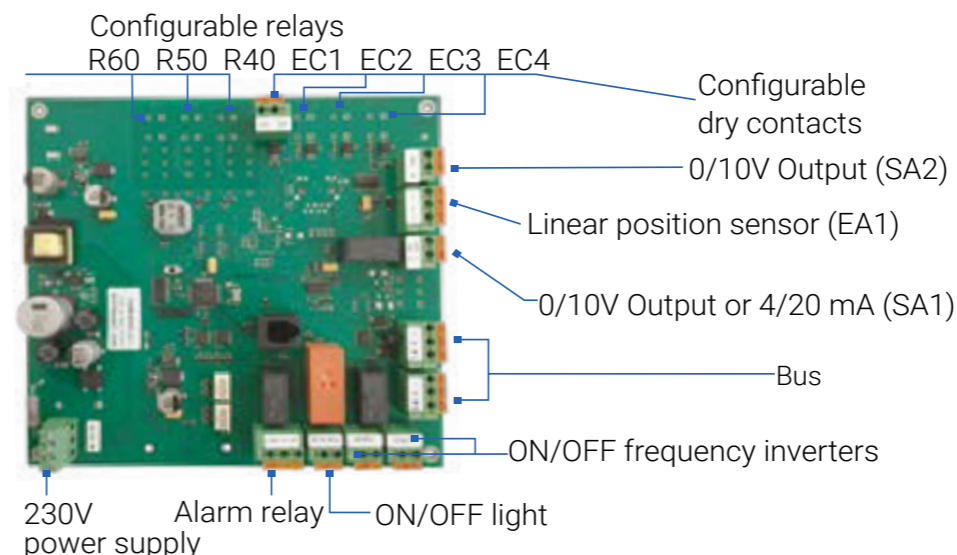 Configurable relays
R60 R50 R40 EC1 EC2 EC3 EC4
Configurable
dry contacts
0/10V Output (SA2)
Linear position sensor (EA1)
0/10V Output or 4/20 mA (SA1)
Bus
ON/OFF frequency inverters
230V
power supply
Alarm relay
ON/OFF light